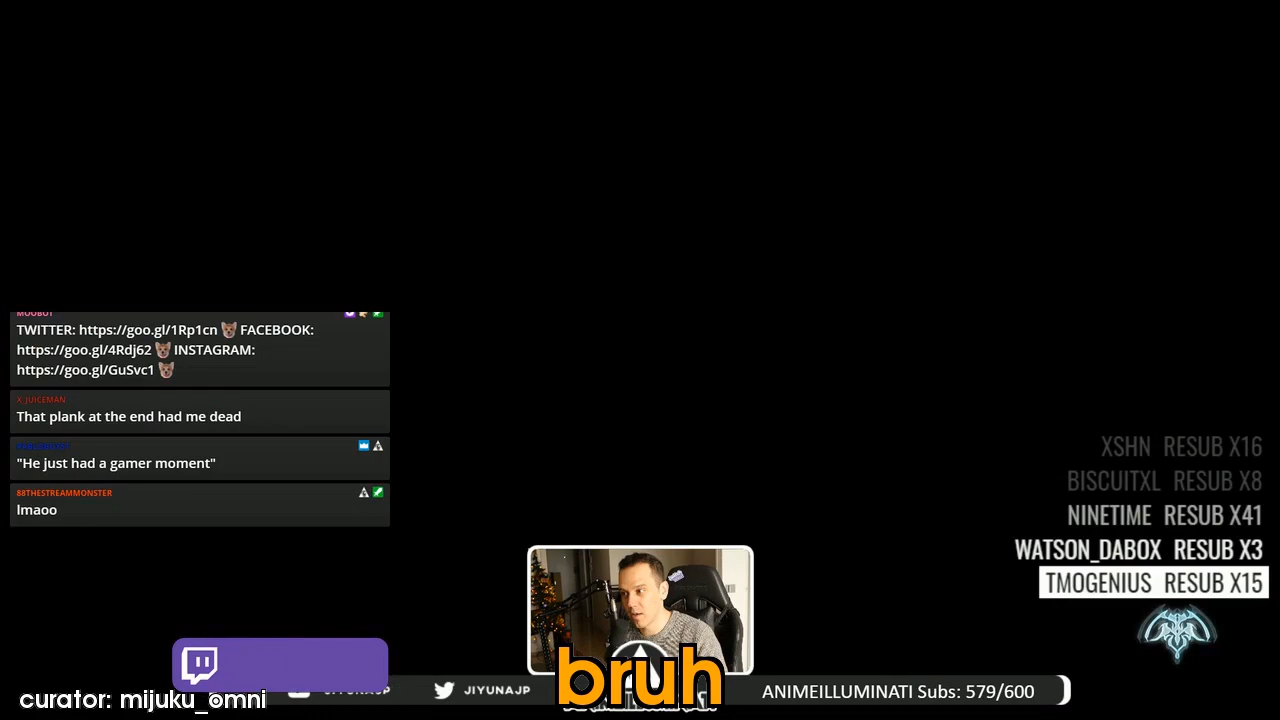 MOOBOT
TWITTER: https://goo.gl/1Rp1cn FACEBOOK:
https://goo.gl/4Rdj62 INSTAGRAM:
https://goo.gl/GuSvc1
X_JUICEMAN
That plank at the end had me dead
"He just had a gamer moment"
88THESTREAMMONSTER
lmaoo
XSHN RESUB X16
BISCUITXL RESUB X8
NINETIME RESUB X41
WATSON_DABOX RESUB X3
TMOGENIUS RESUB X15
bruh
JIYUNAJP
JIYUNAJP
ANIMEILLUMINATI Subs: 579/600
curator: mijuku_omni